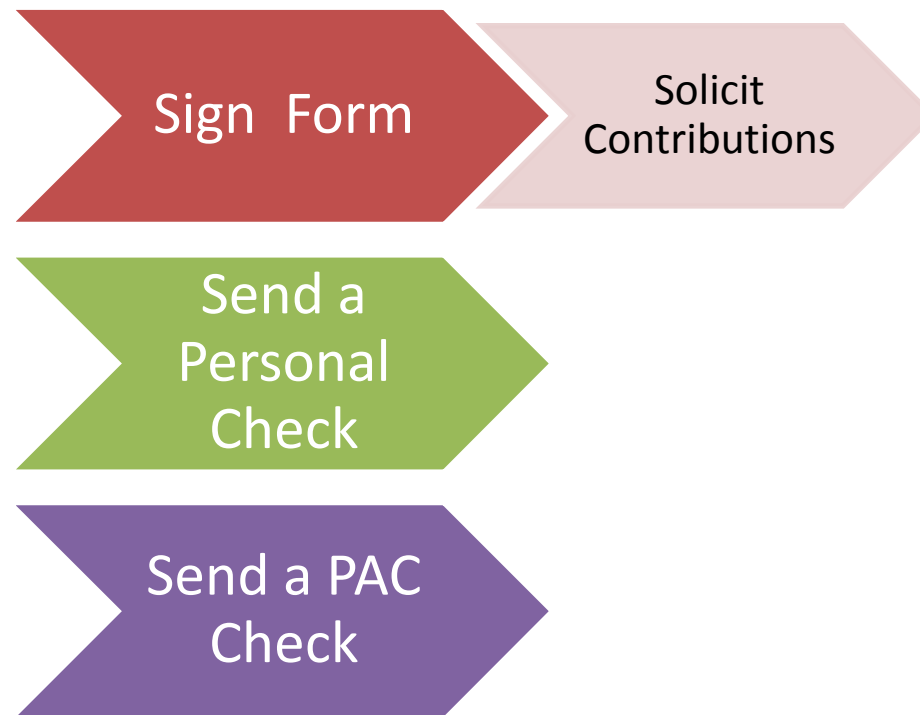 Sign Form
Solicit
Contributions
Send a
Personal
Check
Send a PAC
Check